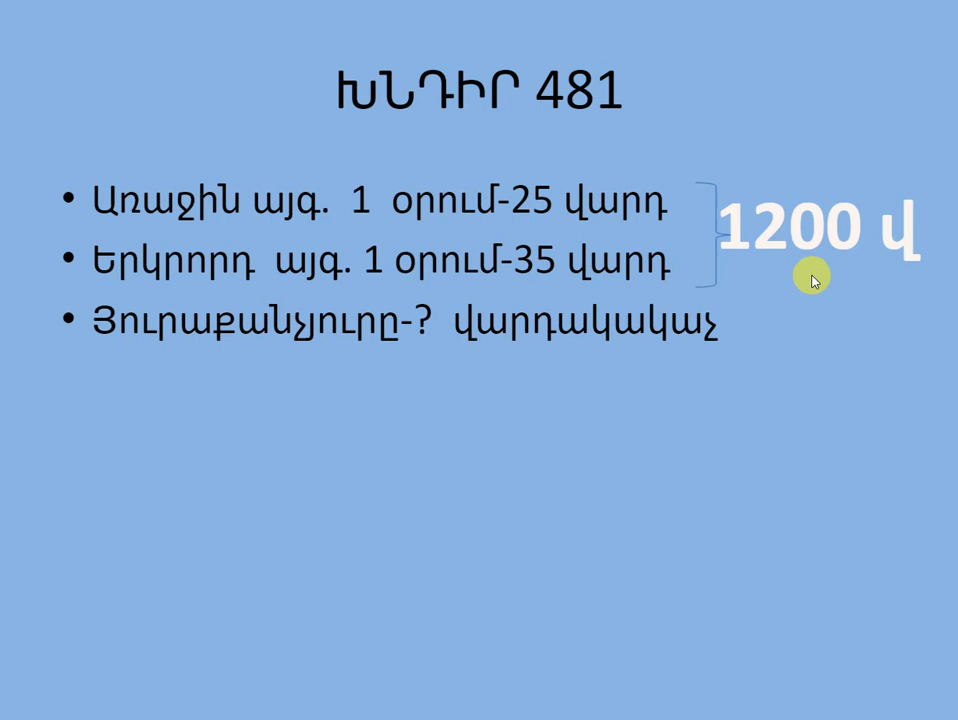 ԽՆԴԻՐ 481
• Առաջին այգ. 1 օրում-25 վարդ
1200 վ
• Երկրորդ այգ. 1 օրում-35 վարդ
• Յուրաքանչյուրը-? վարդակակաչ